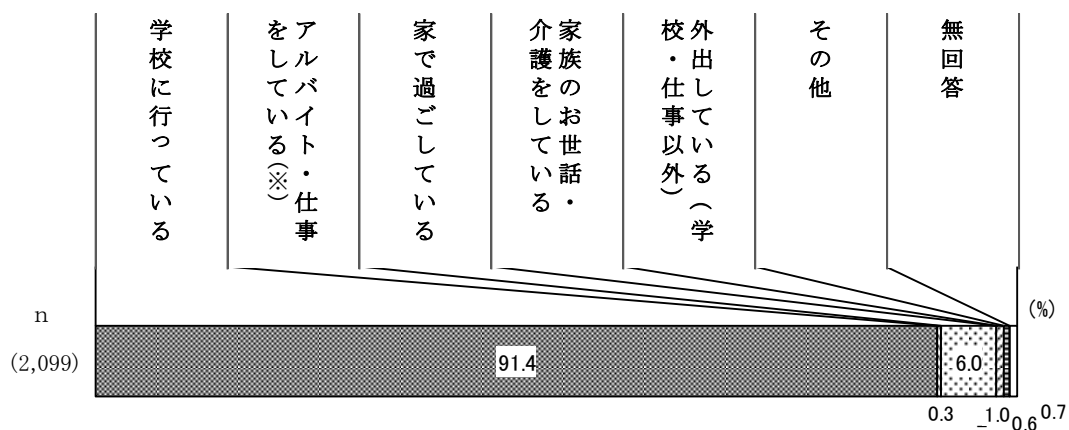 学校に行っている
アルバイト・仕事
をしている(※)
家で過ごしている
家族のお世話・
介護をしている
外出している（学
校・仕事以外）
その他
無回答
(%)
n
(2,099)
91.4
6.0
0.3
–
1.0
0.6
0.7